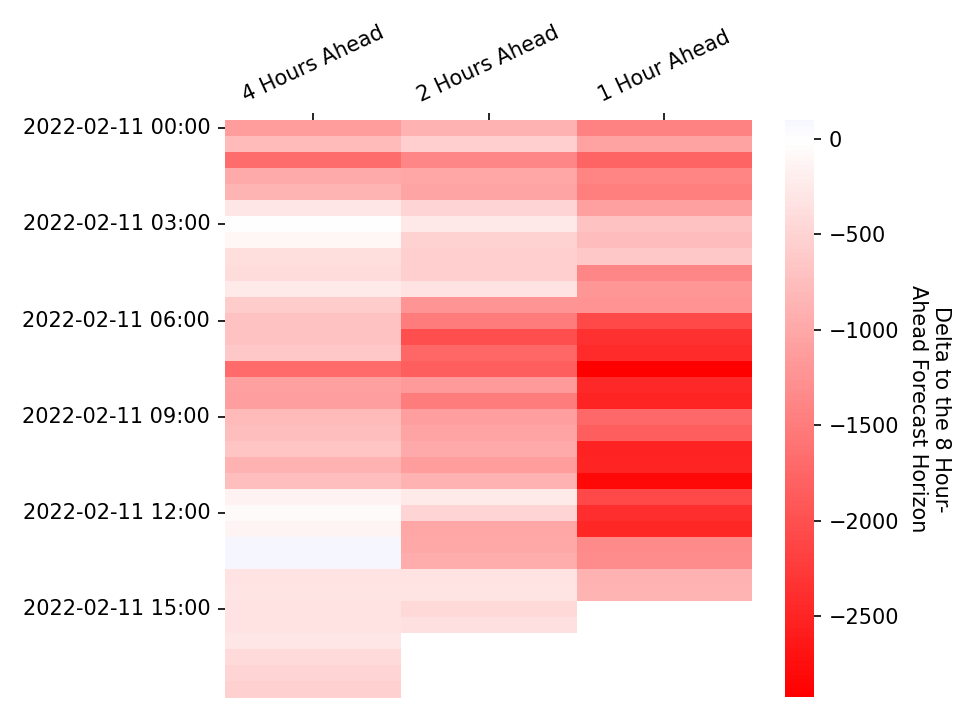 4 Hours Ahead
2 Hours Ahead
1 Hour Ahead
2022-02-11 00:00
2022-02-11 03:00
2022-02-11 06:00
2022-02-11 09:00
2022-02-11 12:00
2022-02-11 15:00
0
−500
−1000
−1500
−2000
−2500
Delta to the 8 Hour-
Ahead Forecast Horizon